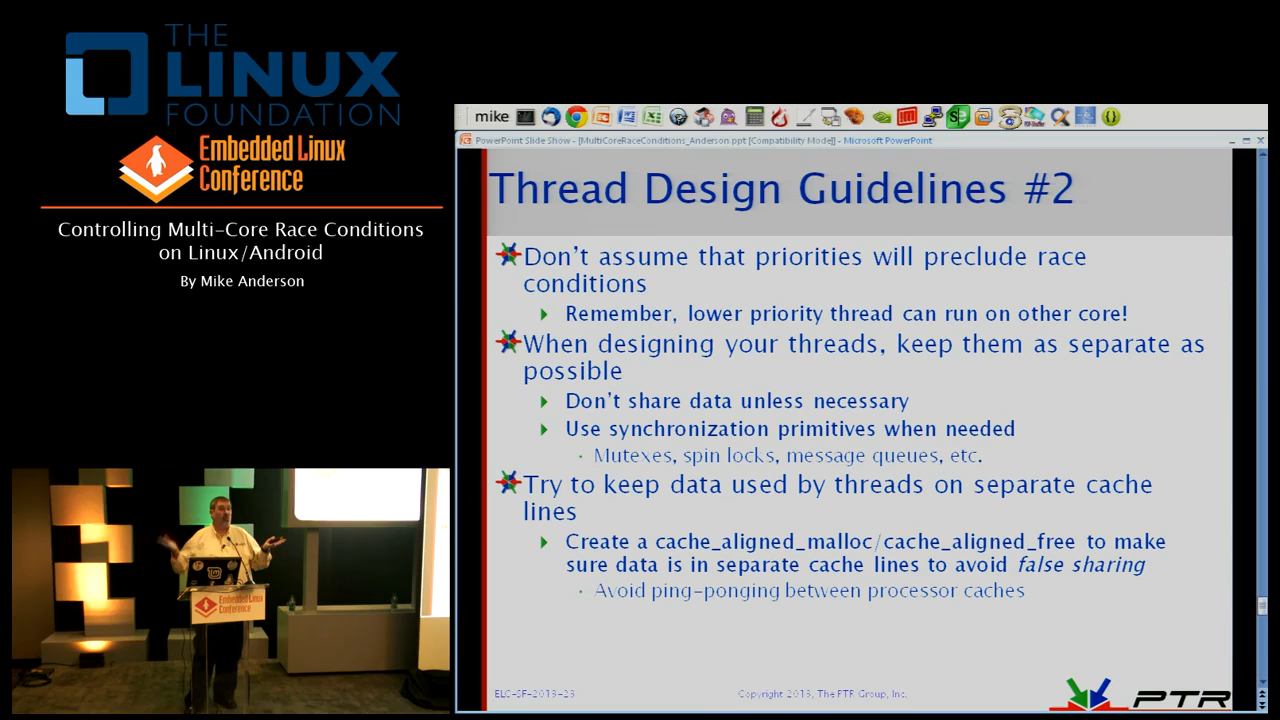 THE
LINUX
FOUNDATION
Embedded Linux
Conference
Controlling Multi-Core Race Conditions
on Linux/Android
By Mike Anderson
mike
PowerPoint Slide Show - [MultiCoreRaceConditions_Anderson.ppt [Compatibility Mode]] - Microsoft PowerPoint
Thread Design Guidelines #2
Don't assume that priorities will preclude race
conditions
Remember, lower priority thread can run on other core!
When designing your threads, keep them as separate as
possible
Don't share data unless necessary
Use synchronization primitives when needed
Mutexes, spin locks, message queues, etc.
Try to keep data used by threads on separate cache
lines
Create a cache_aligned_malloc/cache_aligned_free to make
sure data is in separate cache lines to avoid false sharing
Avoid ping-ponging between processor caches
ELC-SF-2013-23
Copyright 2013, The PTR Group, Inc.
PTR
Embedded Linux
Conference